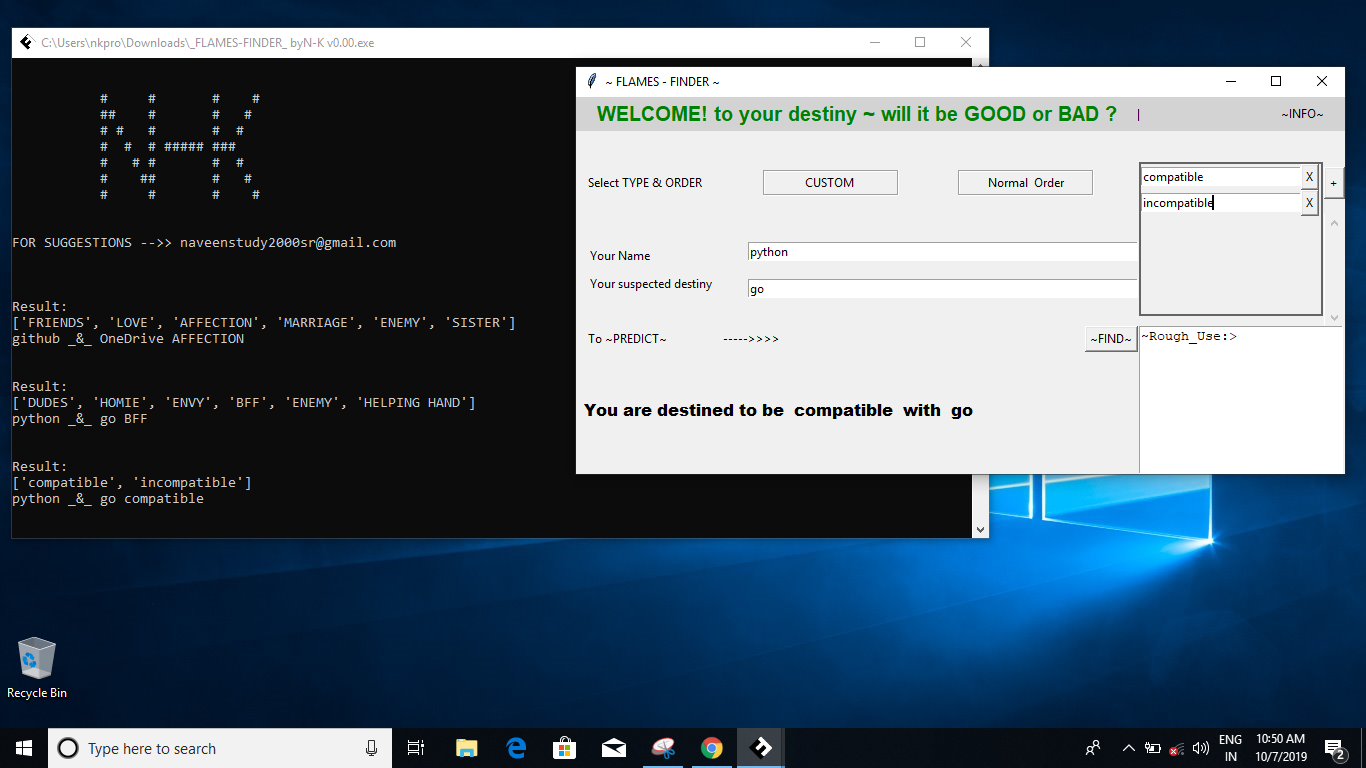 C:\Users\nkpro\Downloads\_FLAMES-FINDER_ byN-K v0.00.exe
#     #       #    #
##    #       #   #
# #   #       #  #
#  #  # ##### ###
#   # #       #  #
#    ##       #   #
#     #       #    #
FOR SUGGESTIONS -->> naveenstudy2000sr@gmail.com
Result:
['FRIENDS', 'LOVE', 'AFFECTION', 'MARRIAGE', 'ENEMY', 'SISTER']
github _&_ OneDrive AFFECTION
Result:
['DUDES', 'HOMIE', 'ENVY', 'BFF', 'ENEMY', 'HELPING HAND']
python _&_ go BFF
Result:
['compatible', 'incompatible']
python _&_ go compatible
~ FLAMES - FINDER ~
WELCOME! to your destiny ~ will it be GOOD or BAD ? | ~INFO~
Select TYPE & ORDER CUSTOM Normal Order
compatible X +
incompatible X
Your Name python
Your suspected destiny go
To ~PREDICT~ ----->>>> ~FIND~
~Rough_Use:>
You are destined to be compatible with go
Recycle Bin
Type here to search
ENG
IN
10:50 AM
10/7/2019
2